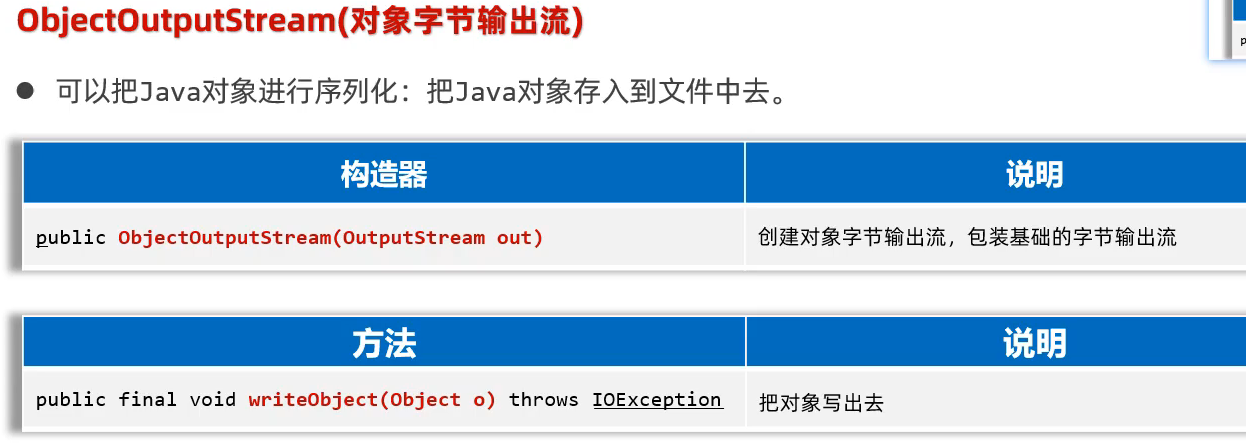 ObjectOutputStream(对象字节输出流)
● 可以把Java对象进行序列化：把Java对象存入到文件中去。
构造器 说明
public ObjectOutputStream(OutputStream out) 创建对象字节输出流，包装基础的字节输出流
方法 说明
public final void writeObject(Object o) throws IOException 把对象写出去